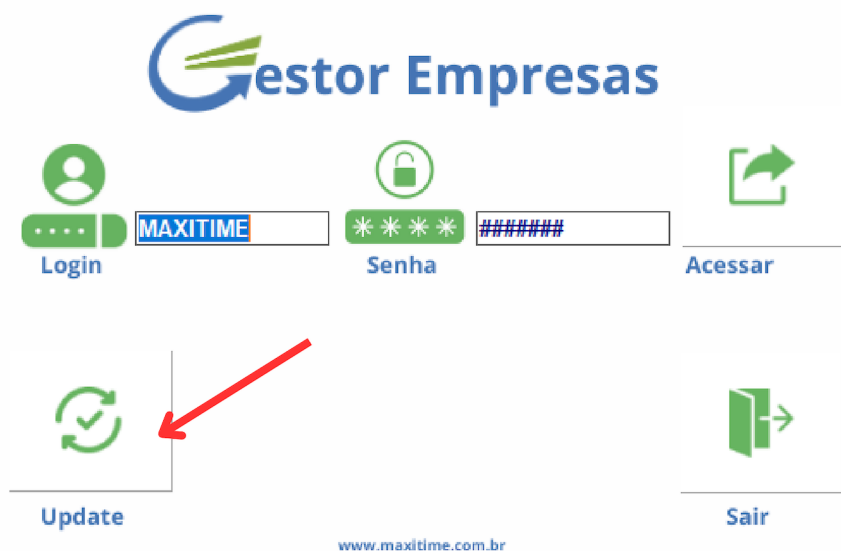 Gestor Empresas
MAXITIME
**** #######
Login Senha Acessar
Update Sair
www.maxitime.com.br